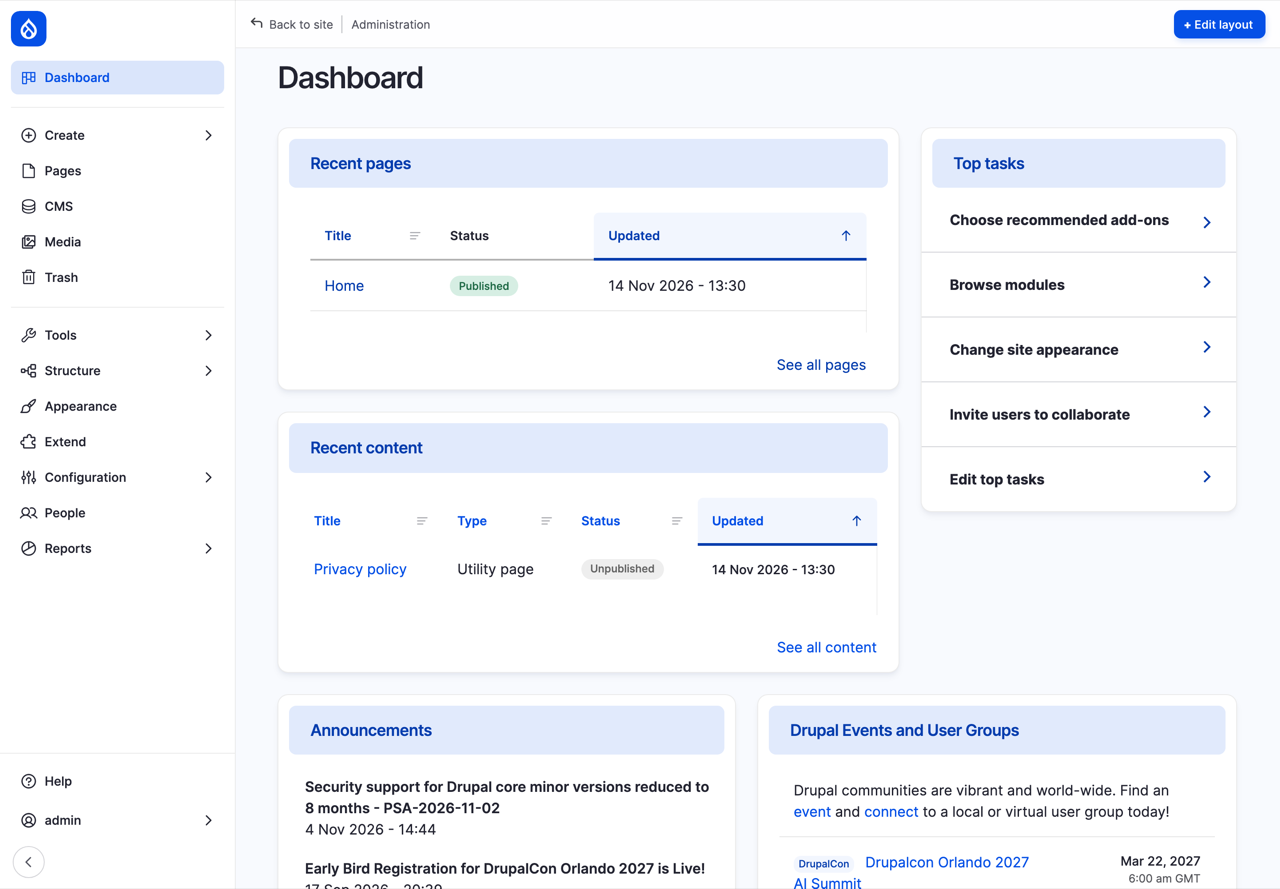 Back to site
Administration
+ Edit layout
Dashboard
Create
Pages
CMS
Media
Trash
Tools
Structure
Appearance
Extend
Configuration
People
Reports
Help
admin
Dashboard
Recent pages
Title Status Updated
Home Published 14 Nov 2026 - 13:30
See all pages
Recent content
Title Type Status Updated
Privacy policy Utility page Unpublished 14 Nov 2026 - 13:30
See all content
Top tasks
Choose recommended add-ons
Browse modules
Change site appearance
Invite users to collaborate
Edit top tasks
Announcements
Security support for Drupal core minor versions reduced to
8 months - PSA-2026-11-02
4 Nov 2026 - 14:44
Early Bird Registration for DrupalCon Orlando 2027 is Live!
17 Sep 2026 - 20:39
Drupal Events and User Groups
Drupal communities are vibrant and world-wide. Find an
event and connect to a local or virtual user group today!
DrupalCon Drupalcon Orlando 2027 Mar 22, 2027
AI Summit 6:00 am GMT